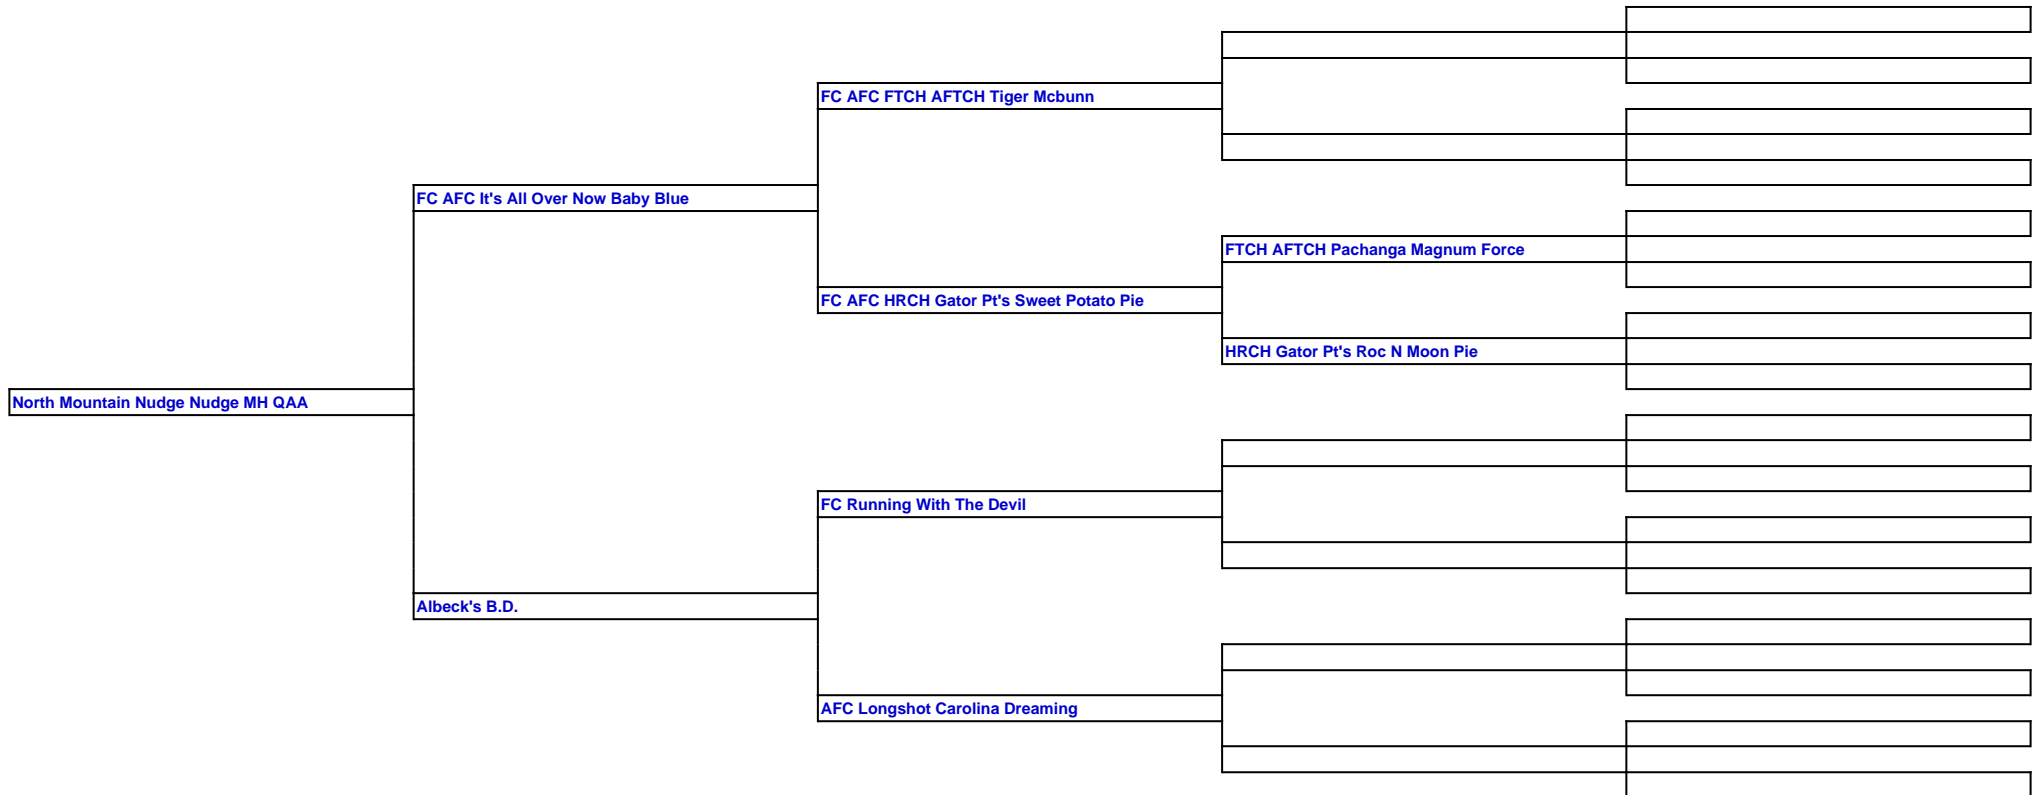 FC AFC FTCH AFTCH Tiger Mcbunn
FC AFC It's All Over Now Baby Blue
FTCH AFTCH Pachanga Magnum Force
FC AFC HRCH Gator Pt's Sweet Potato Pie
HRCH Gator Pt's Roc N Moon Pie
North Mountain Nudge Nudge MH QAA
FC Running With The Devil
Albeck's B.D.
AFC Longshot Carolina Dreaming